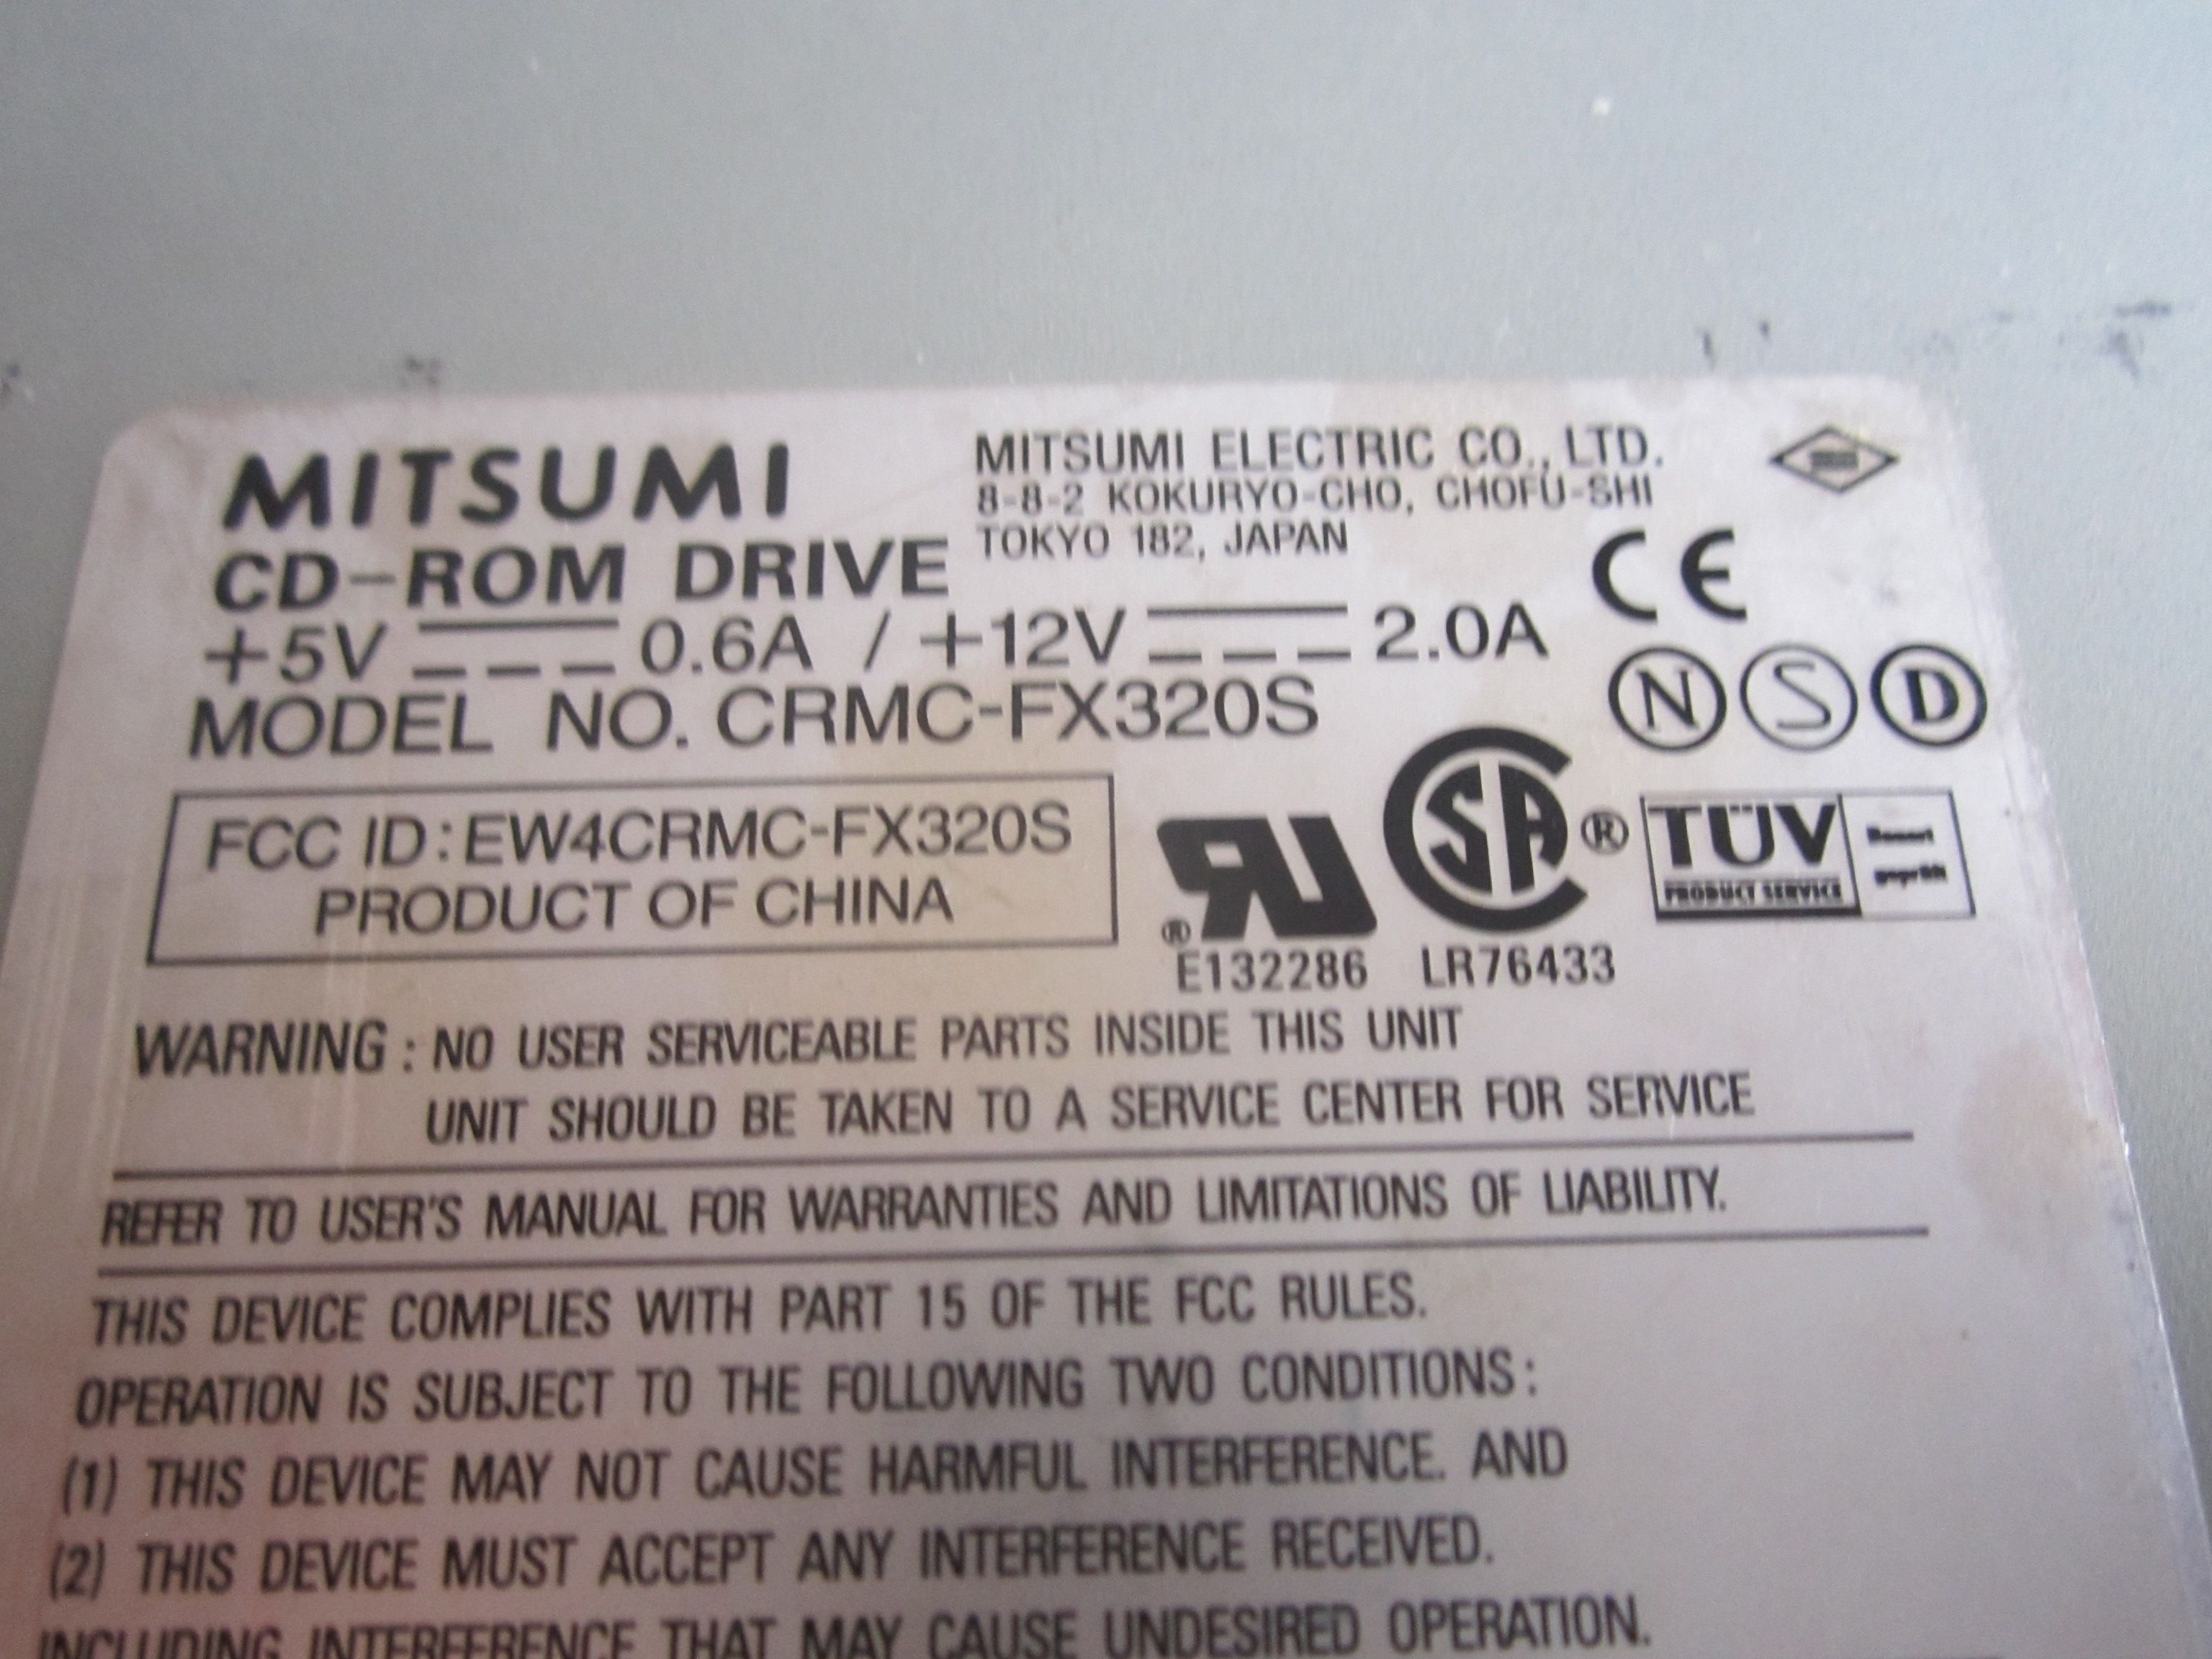 MITSUMI
CD-ROM DRIVE
MITSUMI ELECTRIC CO., LTD.
8-8-2 KOKURYO-CHO, CHOFU-SHI
TOKYO 182, JAPAN
+5V 0.6A / +12V 2.0A
MODEL NO. CRMC-FX320S
CE
N S D
FCC ID: EW4CRMC-FX320S
PRODUCT OF CHINA
RU ®
E132286
CSA ®
LR76433
TÜV
PRODUCT SERVICE
WARNING : NO USER SERVICEABLE PARTS INSIDE THIS UNIT
UNIT SHOULD BE TAKEN TO A SERVICE CENTER FOR SERVICE
REFER TO USER'S MANUAL FOR WARRANTIES AND LIMITATIONS OF LIABILITY.
THIS DEVICE COMPLIES WITH PART 15 OF THE FCC RULES.
OPERATION IS SUBJECT TO THE FOLLOWING TWO CONDITIONS :
(1) THIS DEVICE MAY NOT CAUSE HARMFUL INTERFERENCE. AND
(2) THIS DEVICE MUST ACCEPT ANY INTERFERENCE RECEIVED.
INCLUDING INTERFERENCE THAT MAY CAUSE UNDESIRED OPERATION.